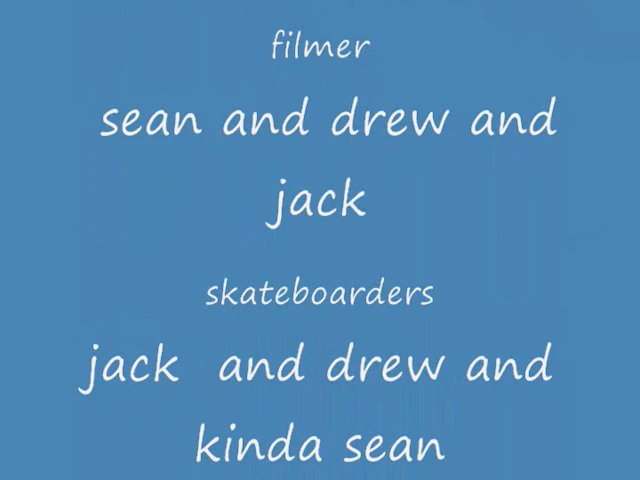 filmer
sean and drew and
jack
skateboarders
jack and drew and
kinda sean